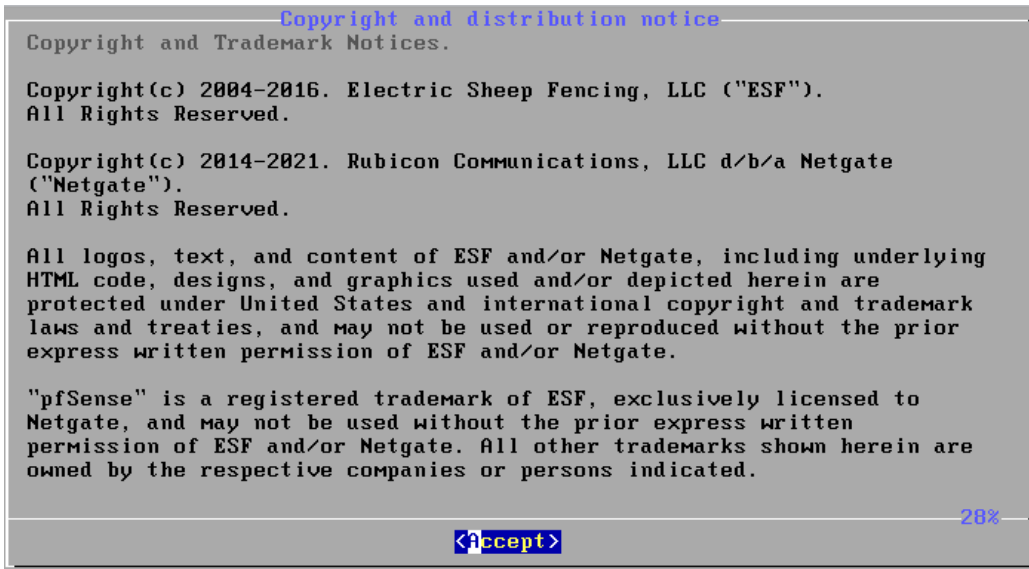 Copyright and distribution notice
Copyright and Trademark Notices.
Copyright(c) 2004-2016. Electric Sheep Fencing, LLC ("ESF").
All Rights Reserved.
Copyright(c) 2014-2021. Rubicon Communications, LLC d/b/a Netgate
("Netgate").
All Rights Reserved.
All logos, text, and content of ESF and/or Netgate, including underlying
HTML code, designs, and graphics used and/or depicted herein are
protected under United States and international copyright and trademark
laws and treaties, and may not be used or reproduced without the prior
express written permission of ESF and/or Netgate.
"pfSense" is a registered trademark of ESF, exclusively licensed to
Netgate, and may not be used without the prior express written
permission of ESF and/or Netgate. All other trademarks shown herein are
owned by the respective companies or persons indicated.
28%
<Accept>